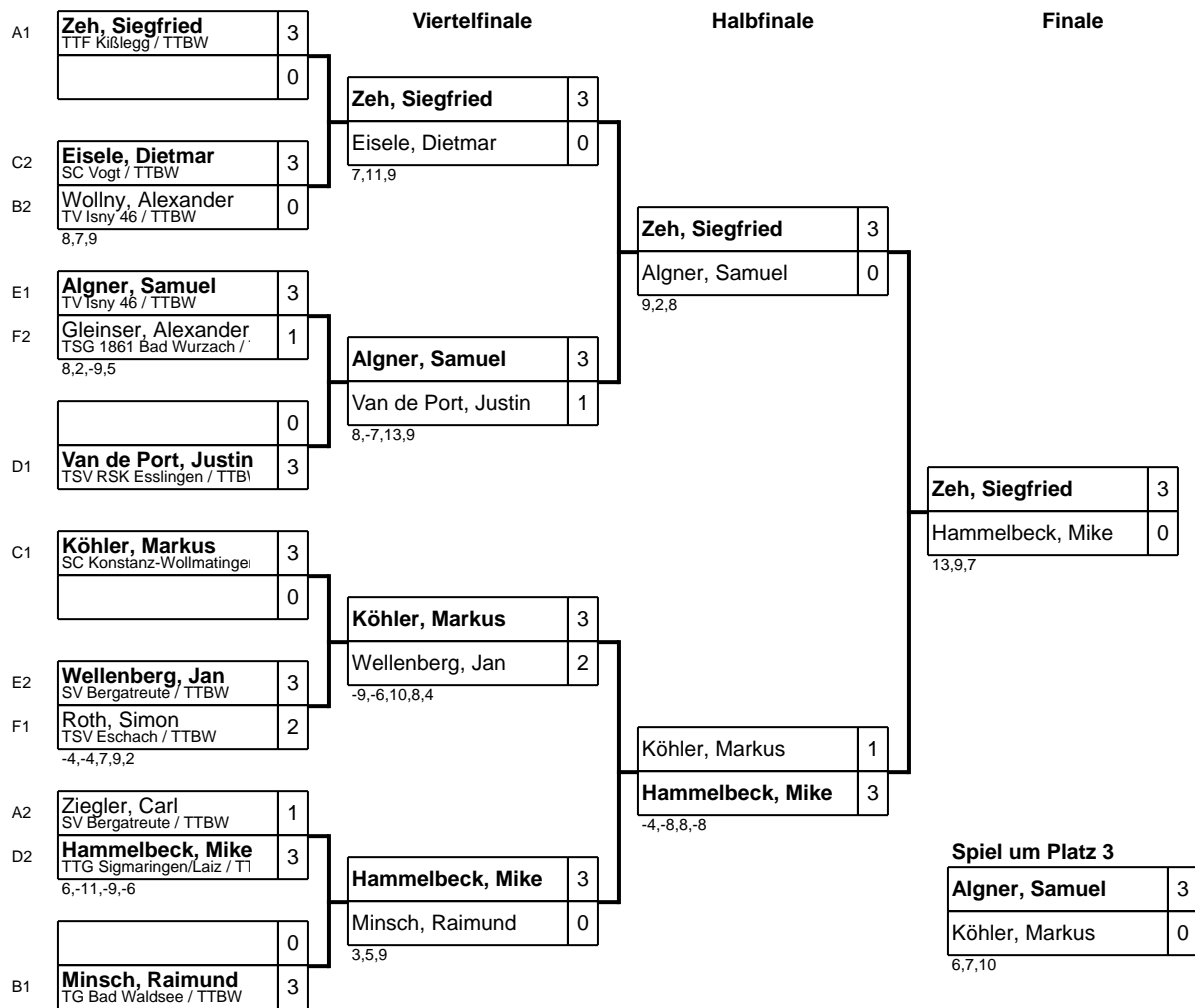 Viertelfinale
Halbfinale
Finale
A1
Zeh, Siegfried 3
TTF Kißlegg / TTBW
0
C2
Eisele, Dietmar 3
SC Vogt / TTBW
B2
Wollny, Alexander 0
TV Isny 46 / TTBW
8,7,9
E1
Algner, Samuel 3
TV Isny 46 / TTBW
F2
Gleinser, Alexander 1
TSG 1861 Bad Wurzach /
8,2,-9,5
0
D1
Van de Port, Justin 3
TSV RSK Esslingen / TTB
C1
Köhler, Markus 3
SC Konstanz-Wollmatinge
0
E2
Wellenberg, Jan 3
SV Bergatreute / TTBW
F1
Roth, Simon 2
TSV Eschach / TTBW
-4,-4,7,9,2
A2
Ziegler, Carl 1
SV Bergatreute / TTBW
D2
Hammelbeck, Mike 3
TTG Sigmaringen/Laiz / T
6,-11,-9,-6
0
B1
Minsch, Raimund 3
TG Bad Waldsee / TTBW
Zeh, Siegfried 3
Eisele, Dietmar 0
7,11,9
Algner, Samuel 3
Van de Port, Justin 1
8,-7,13,9
Köhler, Markus 3
Wellenberg, Jan 2
-9,-6,10,8,4
Hammelbeck, Mike 3
Minsch, Raimund 0
3,5,9
Zeh, Siegfried 3
Algner, Samuel 0
9,2,8
Köhler, Markus 1
Hammelbeck, Mike 3
-4,-8,8,-8
Zeh, Siegfried 3
Hammelbeck, Mike 0
13,9,7
Spiel um Platz 3
Algner, Samuel 3
Köhler, Markus 0
6,7,10